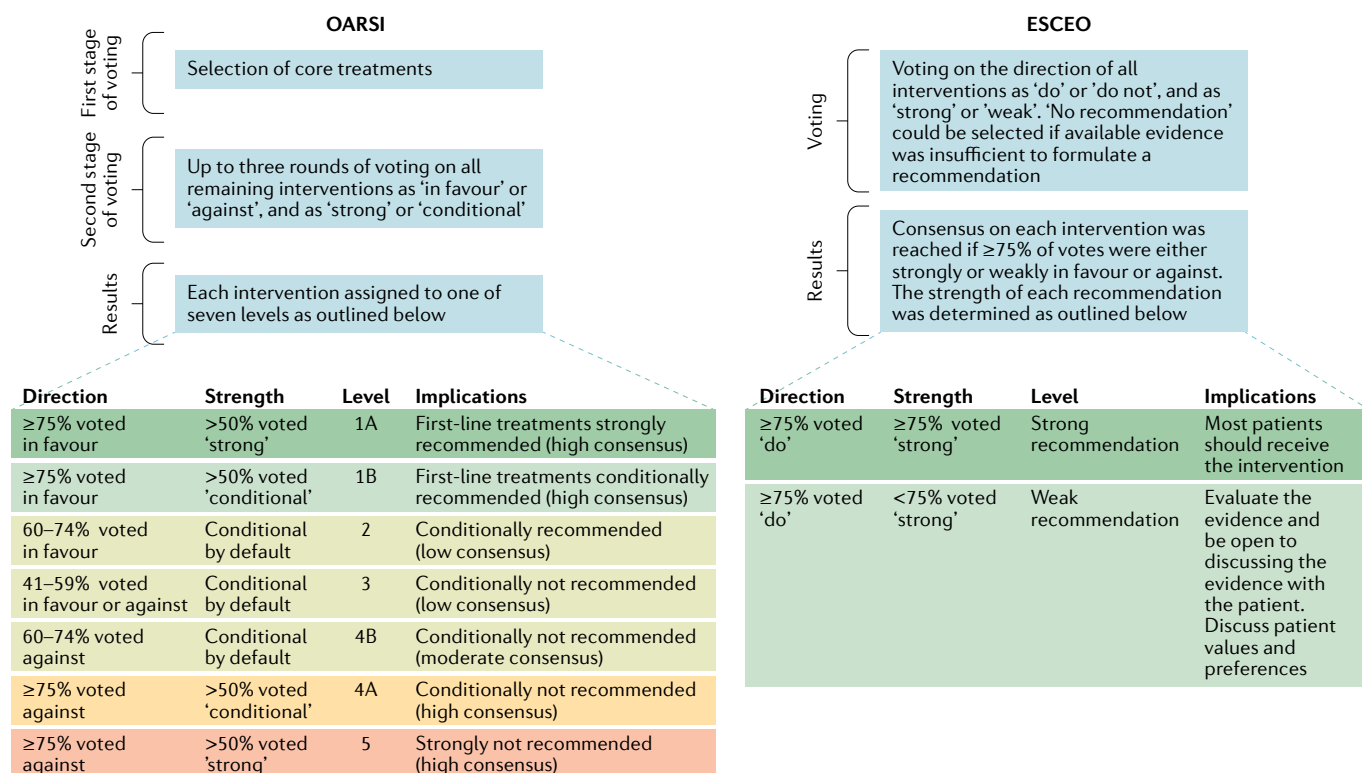 OARSI
First stage
of voting
Selection of core treatments
Second stage
of voting
Up to three rounds of voting on all
remaining interventions as ‘in favour’ or
‘against’, and as ‘strong’ or ‘conditional’
Results
Each intervention assigned to one of
seven levels as outlined below
Direction Strength Level Implications
≥75% voted >50% voted 1A First-line treatments strongly
in favour ‘strong’ recommended (high consensus)
≥75% voted >50% voted 1B First-line treatments conditionally
in favour ’conditional’ recommended (high consensus)
60–74% voted Conditional 2 Conditionally recommended
in favour by default (low consensus)
41–59% voted Conditional 3 Conditionally not recommended
in favour or against by default (low consensus)
60–74% voted Conditional 4B Conditionally not recommended
against by default (moderate consensus)
≥75% voted >50% voted 4A Conditionally not recommended
against ‘conditional’ (high consensus)
≥75% voted >50% voted 5 Strongly not recommended
against ’strong’ (high consensus)
ESCEO
Voting
Voting on the direction of all
interventions as ‘do’ or ’do not’, and as
‘strong’ or ’weak’. ‘No recommendation’
could be selected if available evidence
was insufficient to formulate a
recommendation
Results
Consensus on each intervention was
reached if ≥75% of votes were either
strongly or weakly in favour or against.
The strength of each recommendation
was determined as outlined below
Direction Strength Level Implications
≥75% voted ≥75% voted Strong Most patients
‘do’ ‘strong’ recommendation should receive
the intervention
≥75% voted <75% voted Weak Evaluate the
‘do’ ‘strong’ recommendation evidence and
be open to
discussing the
evidence with
the patient.
Discuss patient
values and
preferences